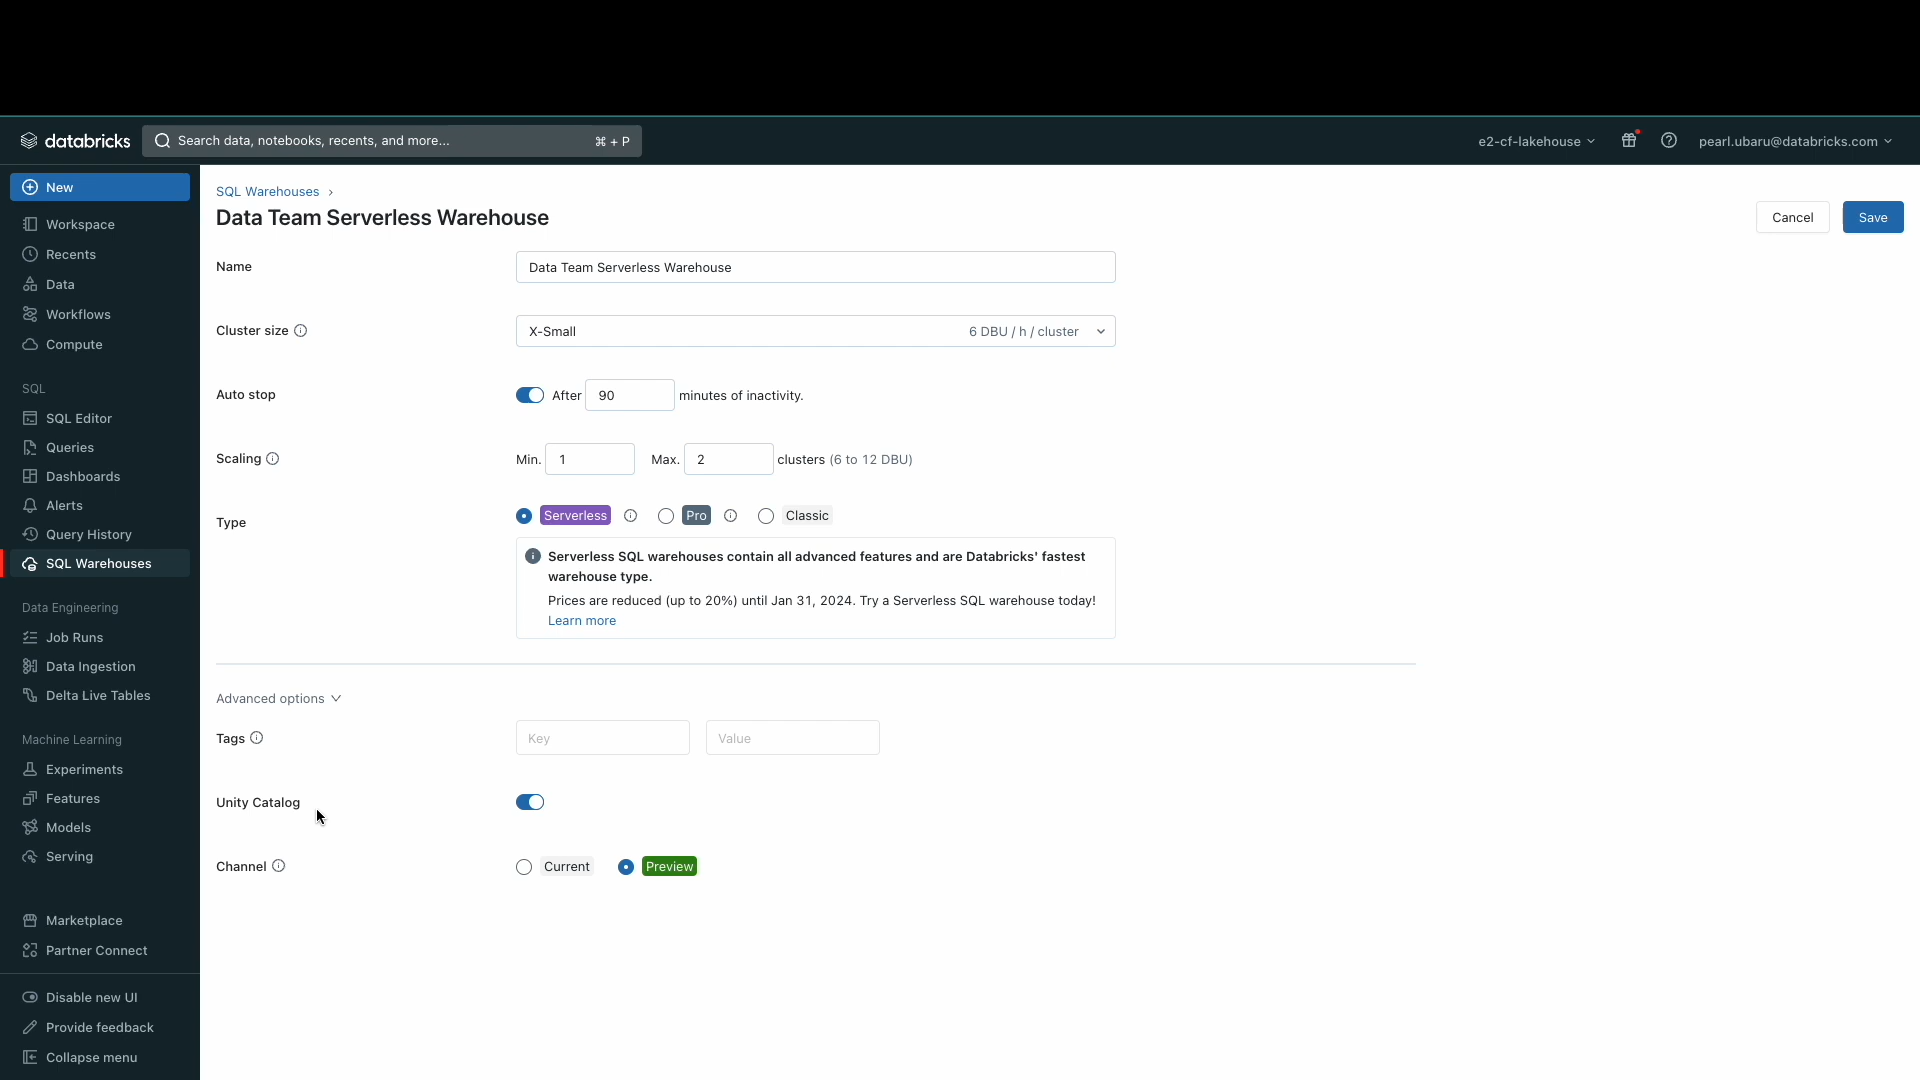 databricks
Search data, notebooks, recents, and more...
⌘ + P
e2-cf-lakehouse
pearl.ubaru@databricks.com
New
Workspace
Recents
Data
Workflows
Compute
SQL
SQL Editor
Queries
Dashboards
Alerts
Query History
SQL Warehouses
Data Engineering
Job Runs
Data Ingestion
Delta Live Tables
Machine Learning
Experiments
Features
Models
Serving
Marketplace
Partner Connect
Disable new UI
Provide feedback
Collapse menu
SQL Warehouses ›
Data Team Serverless Warehouse
Cancel
Save
Name
Data Team Serverless Warehouse
Cluster size
X-Small 6 DBU / h / cluster
Auto stop
After 90 minutes of inactivity.
Scaling
Min. 1 Max. 2 clusters (6 to 12 DBU)
Type
Serverless Pro Classic
Serverless SQL warehouses contain all advanced features and are Databricks' fastest
warehouse type.
Prices are reduced (up to 20%) until Jan 31, 2024. Try a Serverless SQL warehouse today!
Learn more
Advanced options
Tags
Key Value
Unity Catalog
Channel
Current Preview